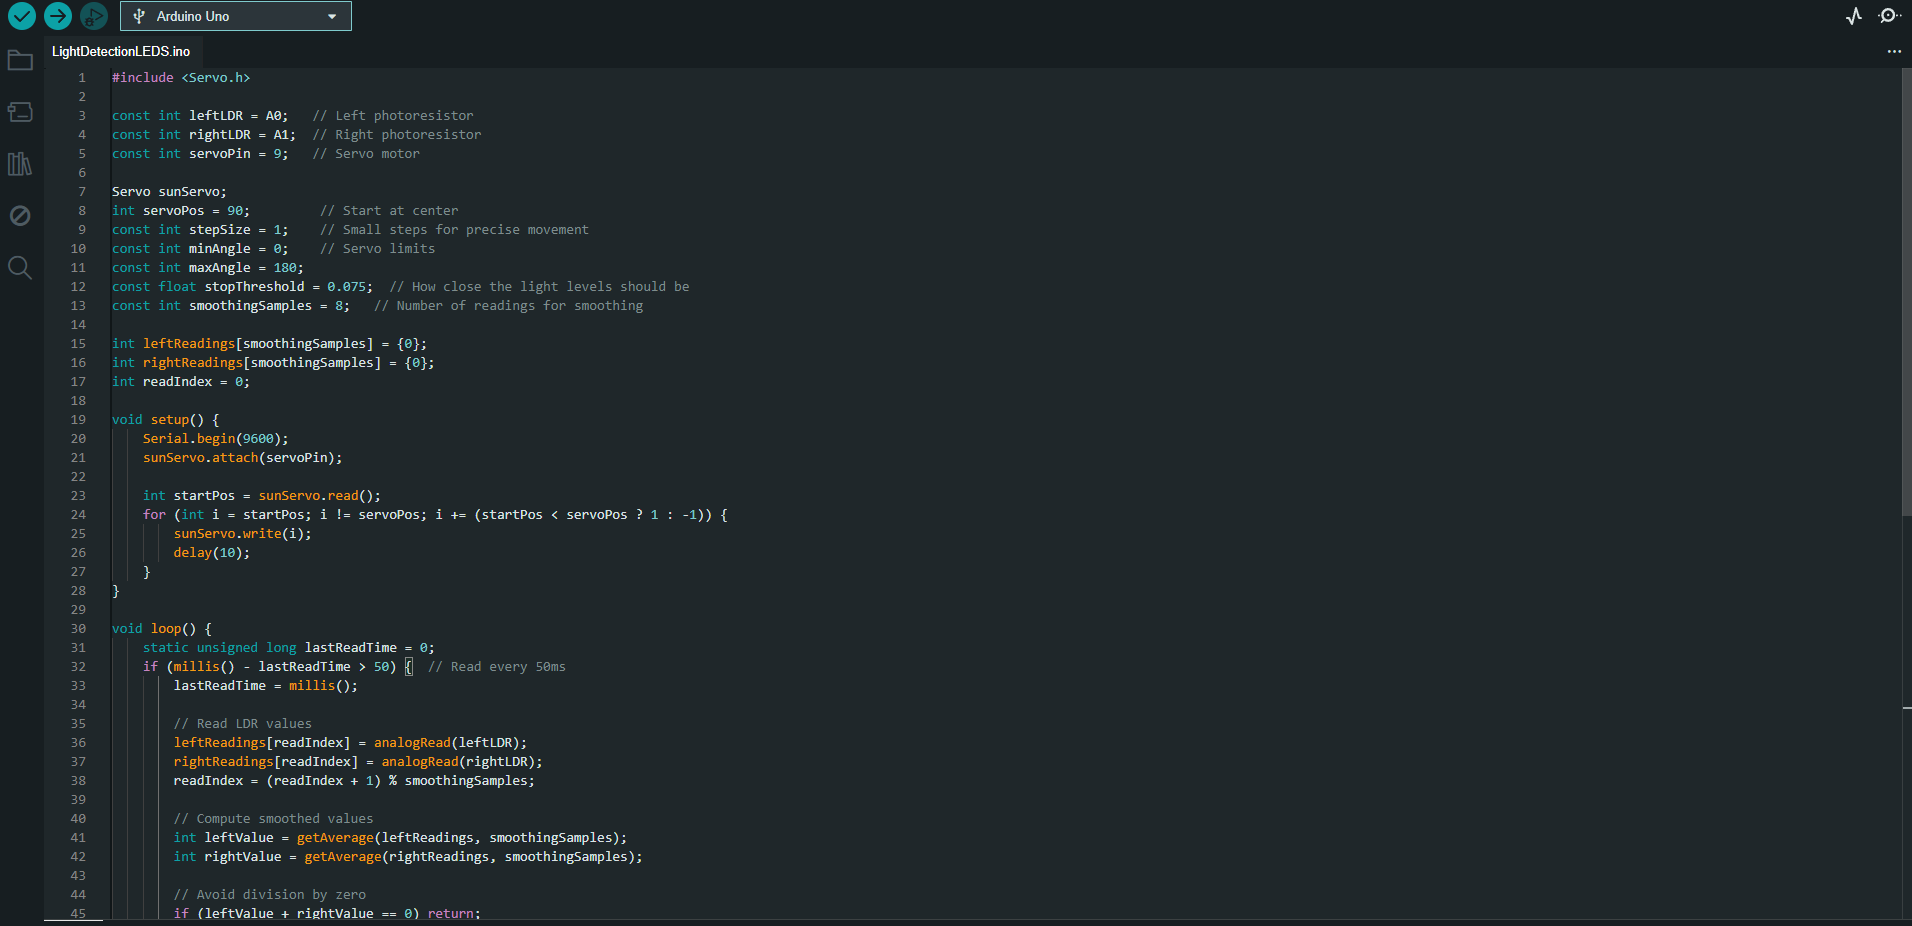 Arduino Uno
LightDetectionLEDS.ino
1 #include <Servo.h>
2
3 const int leftLDR = A0;   // Left photoresistor
4 const int rightLDR = A1;  // Right photoresistor
5 const int servoPin = 9;   // Servo motor
6
7 Servo sunServo;
8 int servoPos = 90;         // Start at center
9 const int stepSize = 1;    // Small steps for precise movement
10 const int minAngle = 0;    // Servo limits
11 const int maxAngle = 180;
12 const float stopThreshold = 0.075;  // How close the light levels should be
13 const int smoothingSamples = 8;   // Number of readings for smoothing
14
15 int leftReadings[smoothingSamples] = {0};
16 int rightReadings[smoothingSamples] = {0};
17 int readIndex = 0;
18
19 void setup() {
20     Serial.begin(9600);
21     sunServo.attach(servoPin);
22
23     int startPos = sunServo.read();
24     for (int i = startPos; i != servoPos; i += (startPos < servoPos ? 1 : -1)) {
25         sunServo.write(i);
26         delay(10);
27     }
28 }
29
30 void loop() {
31     static unsigned long lastReadTime = 0;
32     if (millis() - lastReadTime > 50) {  // Read every 50ms
33         lastReadTime = millis();
34
35         // Read LDR values
36         leftReadings[readIndex] = analogRead(leftLDR);
37         rightReadings[readIndex] = analogRead(rightLDR);
38         readIndex = (readIndex + 1) % smoothingSamples;
39
40         // Compute smoothed values
41         int leftValue = getAverage(leftReadings, smoothingSamples);
42         int rightValue = getAverage(rightReadings, smoothingSamples);
43
44         // Avoid division by zero
45         if (leftValue + rightValue == 0) return;